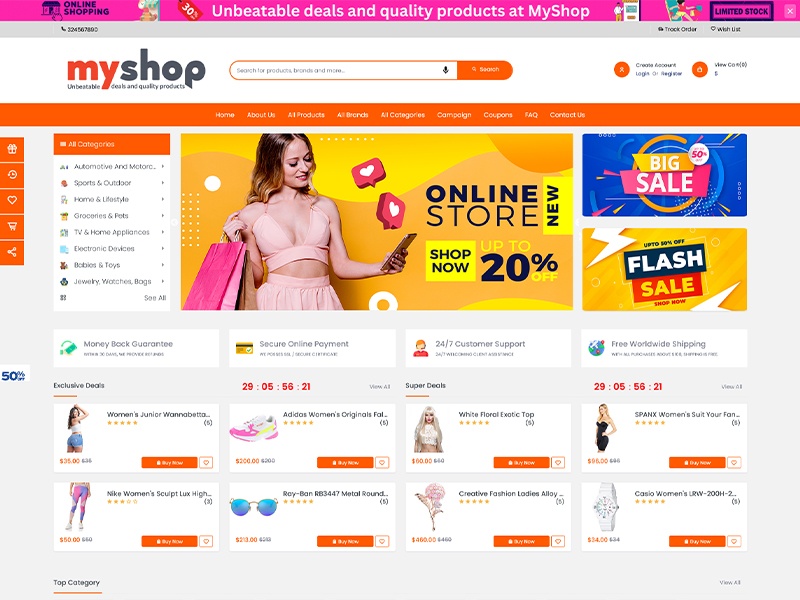 ONLINE
SHOPPING
30%
Unbeatable deals and quality products at MyShop
LIMITED STOCK
324567890
Track Order
Wish List
myshop
Unbeatable deals and quality products
Search for products, brands and more...
Search
Create Account
Login Or Register
View Cart(0)
$
Home
About Us
All Products
All Brands
All Categories
Campaign
Coupons
FAQ
Contact Us
All Categories
Automotive And Motorc...
Sports & Outdoor
Home & Lifestyle
Groceries & Pets
TV & Home Appliances
Electronic Devices
Babies & Toys
Jewelry, Watches, Bags
See All
ONLINE
STORE
NEW
SHOP
NOW
UP TO
20%
OFF
BIG
SALE
50%
UPTO 50% OFF
FLASH
SALE
SHOP NOW
Money Back Guarantee
WITHIN 30 DAYS, WE PROVIDE REFUNDS
Secure Online Payment
WE POSSES SSL / SECURE CERTIFICATE
24/7 Customer Support
24/7 WELCOMING CLIENT ASSISTANCE
Free Worldwide Shipping
WITH ALL PURCHASES ABOVE $100, SHIPPING IS FREE.
50%
OFF
Exclusive Deals
29 : 05 : 56 : 21
View All
Super Deals
29 : 05 : 56 : 21
View All
Women's Junior Wannabetta...
(5)
$35.00 $35
Buy Now
Adidas Women's Originals Fal...
(5)
$200.00 $200
Buy Now
White Floral Exotic Top
(5)
$60.00 $60
Buy Now
SPANX Women's Suit Your Fan...
(5)
$96.00 $96
Buy Now
Nike Women's Sculpt Lux High...
(3)
$50.00 $50
Buy Now
Ray-Ban RB3447 Metal Round...
(5)
$213.00 $213
Buy Now
Creative Fashion Ladies Alloy ...
(5)
$460.00 $460
Buy Now
Casio Women's LRW-200H-2...
(5)
$34.00 $34
Buy Now
Top Category
View All